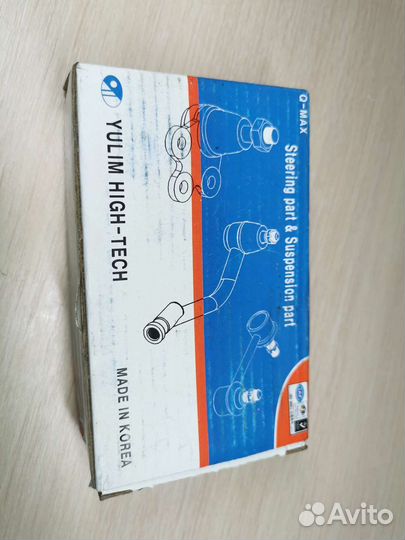 Q-MAX
Steering part & Suspension part
YULIM HIGH-TECH
MADE IN KOREA
Avito